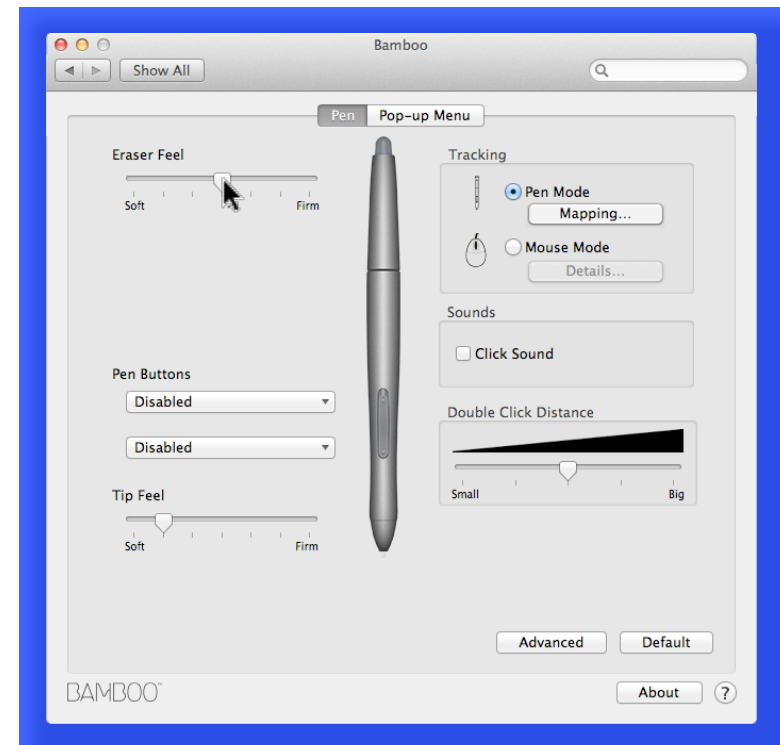 Bamboo
Show All
Pen Pop-up Menu
Eraser Feel
Soft Firm
Pen Buttons
Disabled
Disabled
Tip Feel
Soft Firm
Tracking
Pen Mode
Mapping...
Mouse Mode
Details...
Sounds
Click Sound
Double Click Distance
Small Big
Advanced Default
BAMBOO™
About ?